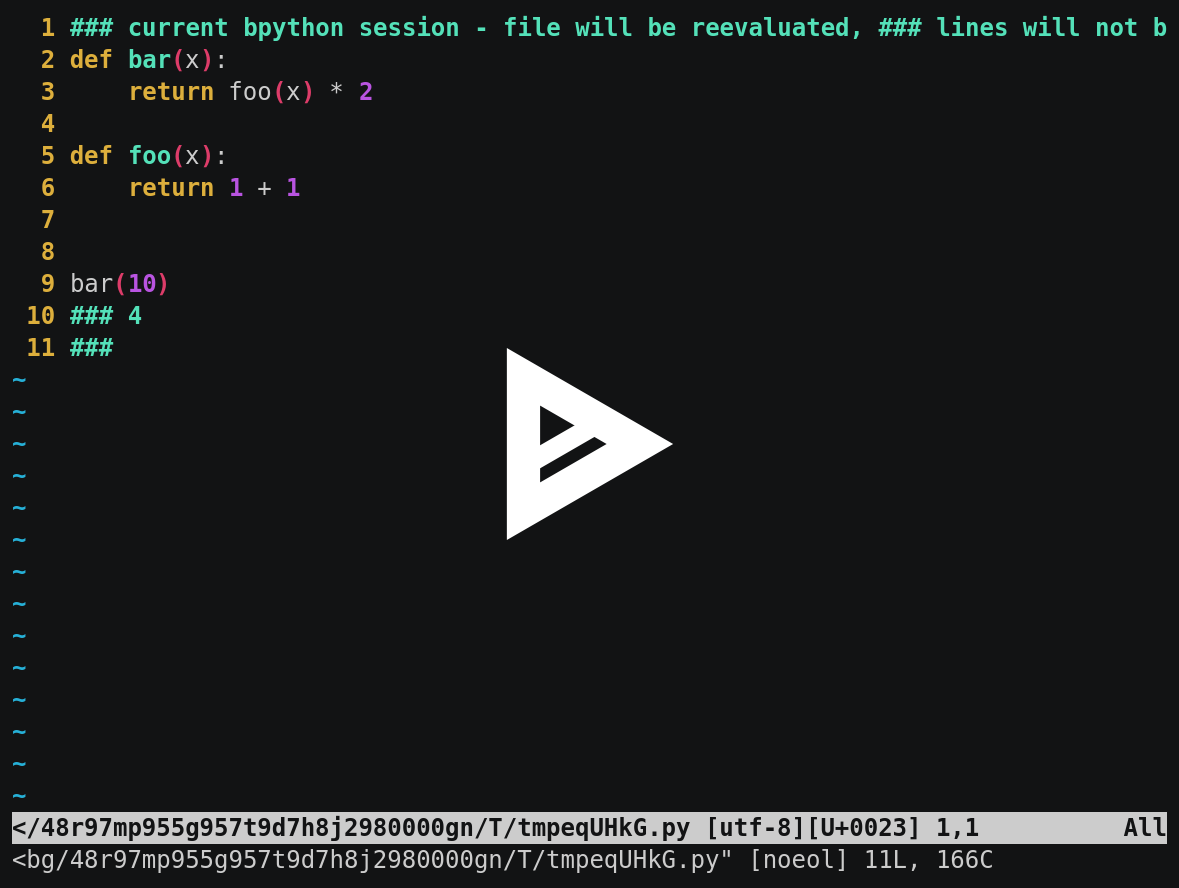 1 ### current bpython session - file will be reevaluated, ### lines will not b
2 def bar(x):
3     return foo(x) * 2
4
5 def foo(x):
6     return 1 + 1
7
8
9 bar(10)
10 ### 4
11 ###
~
~
~
~
~
~
~
~
~
~
~
~
~
~
</48r97mp955g957t9d7h8j2980000gn/T/tmpeqUHkG.py [utf-8][U+0023] 1,1          All
<bg/48r97mp955g957t9d7h8j2980000gn/T/tmpeqUHkG.py" [noeol] 11L, 166C